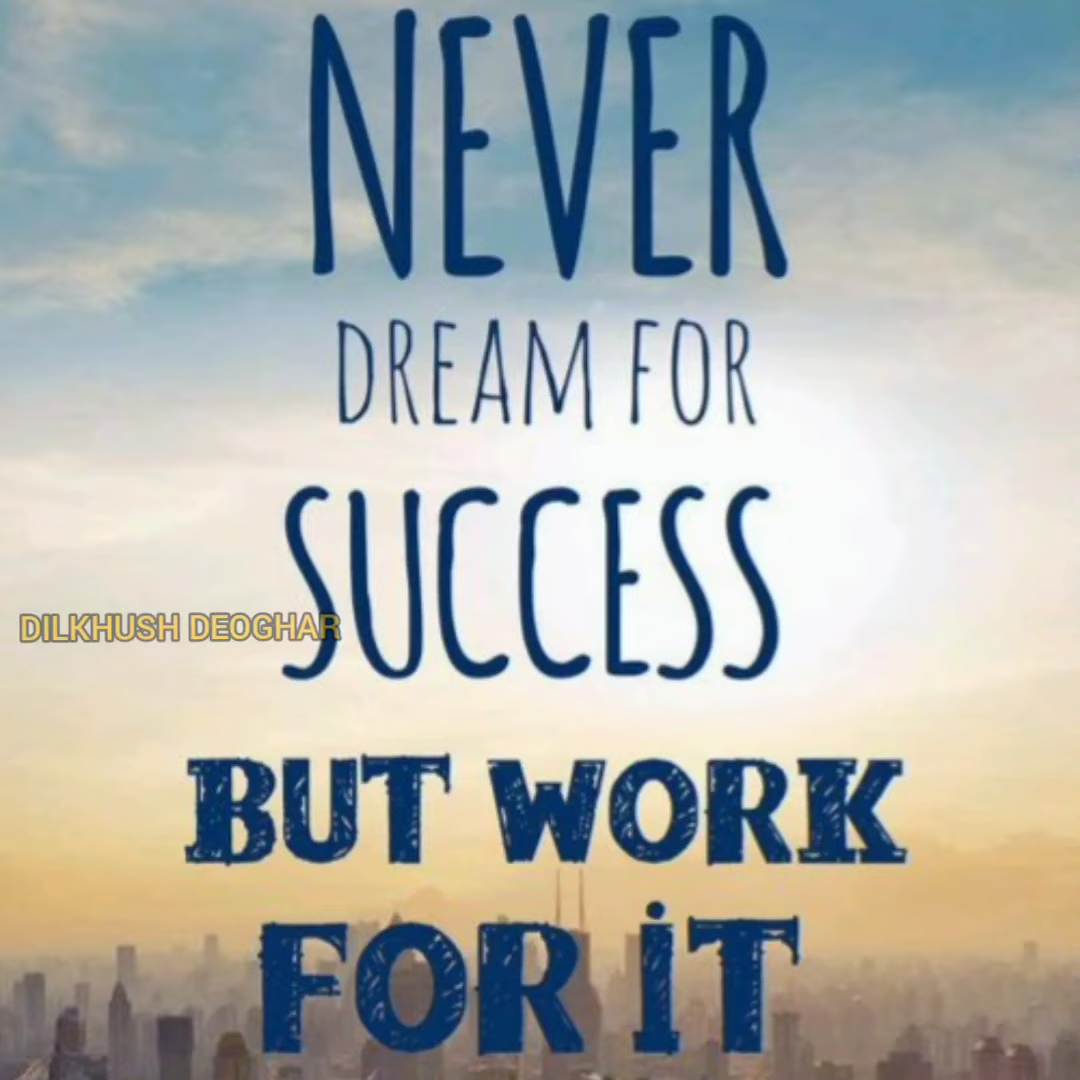 NEVER
DREAM FOR
SUCCESS
DILKHUSH DEOGHAR
BUT WORK
FOR İT